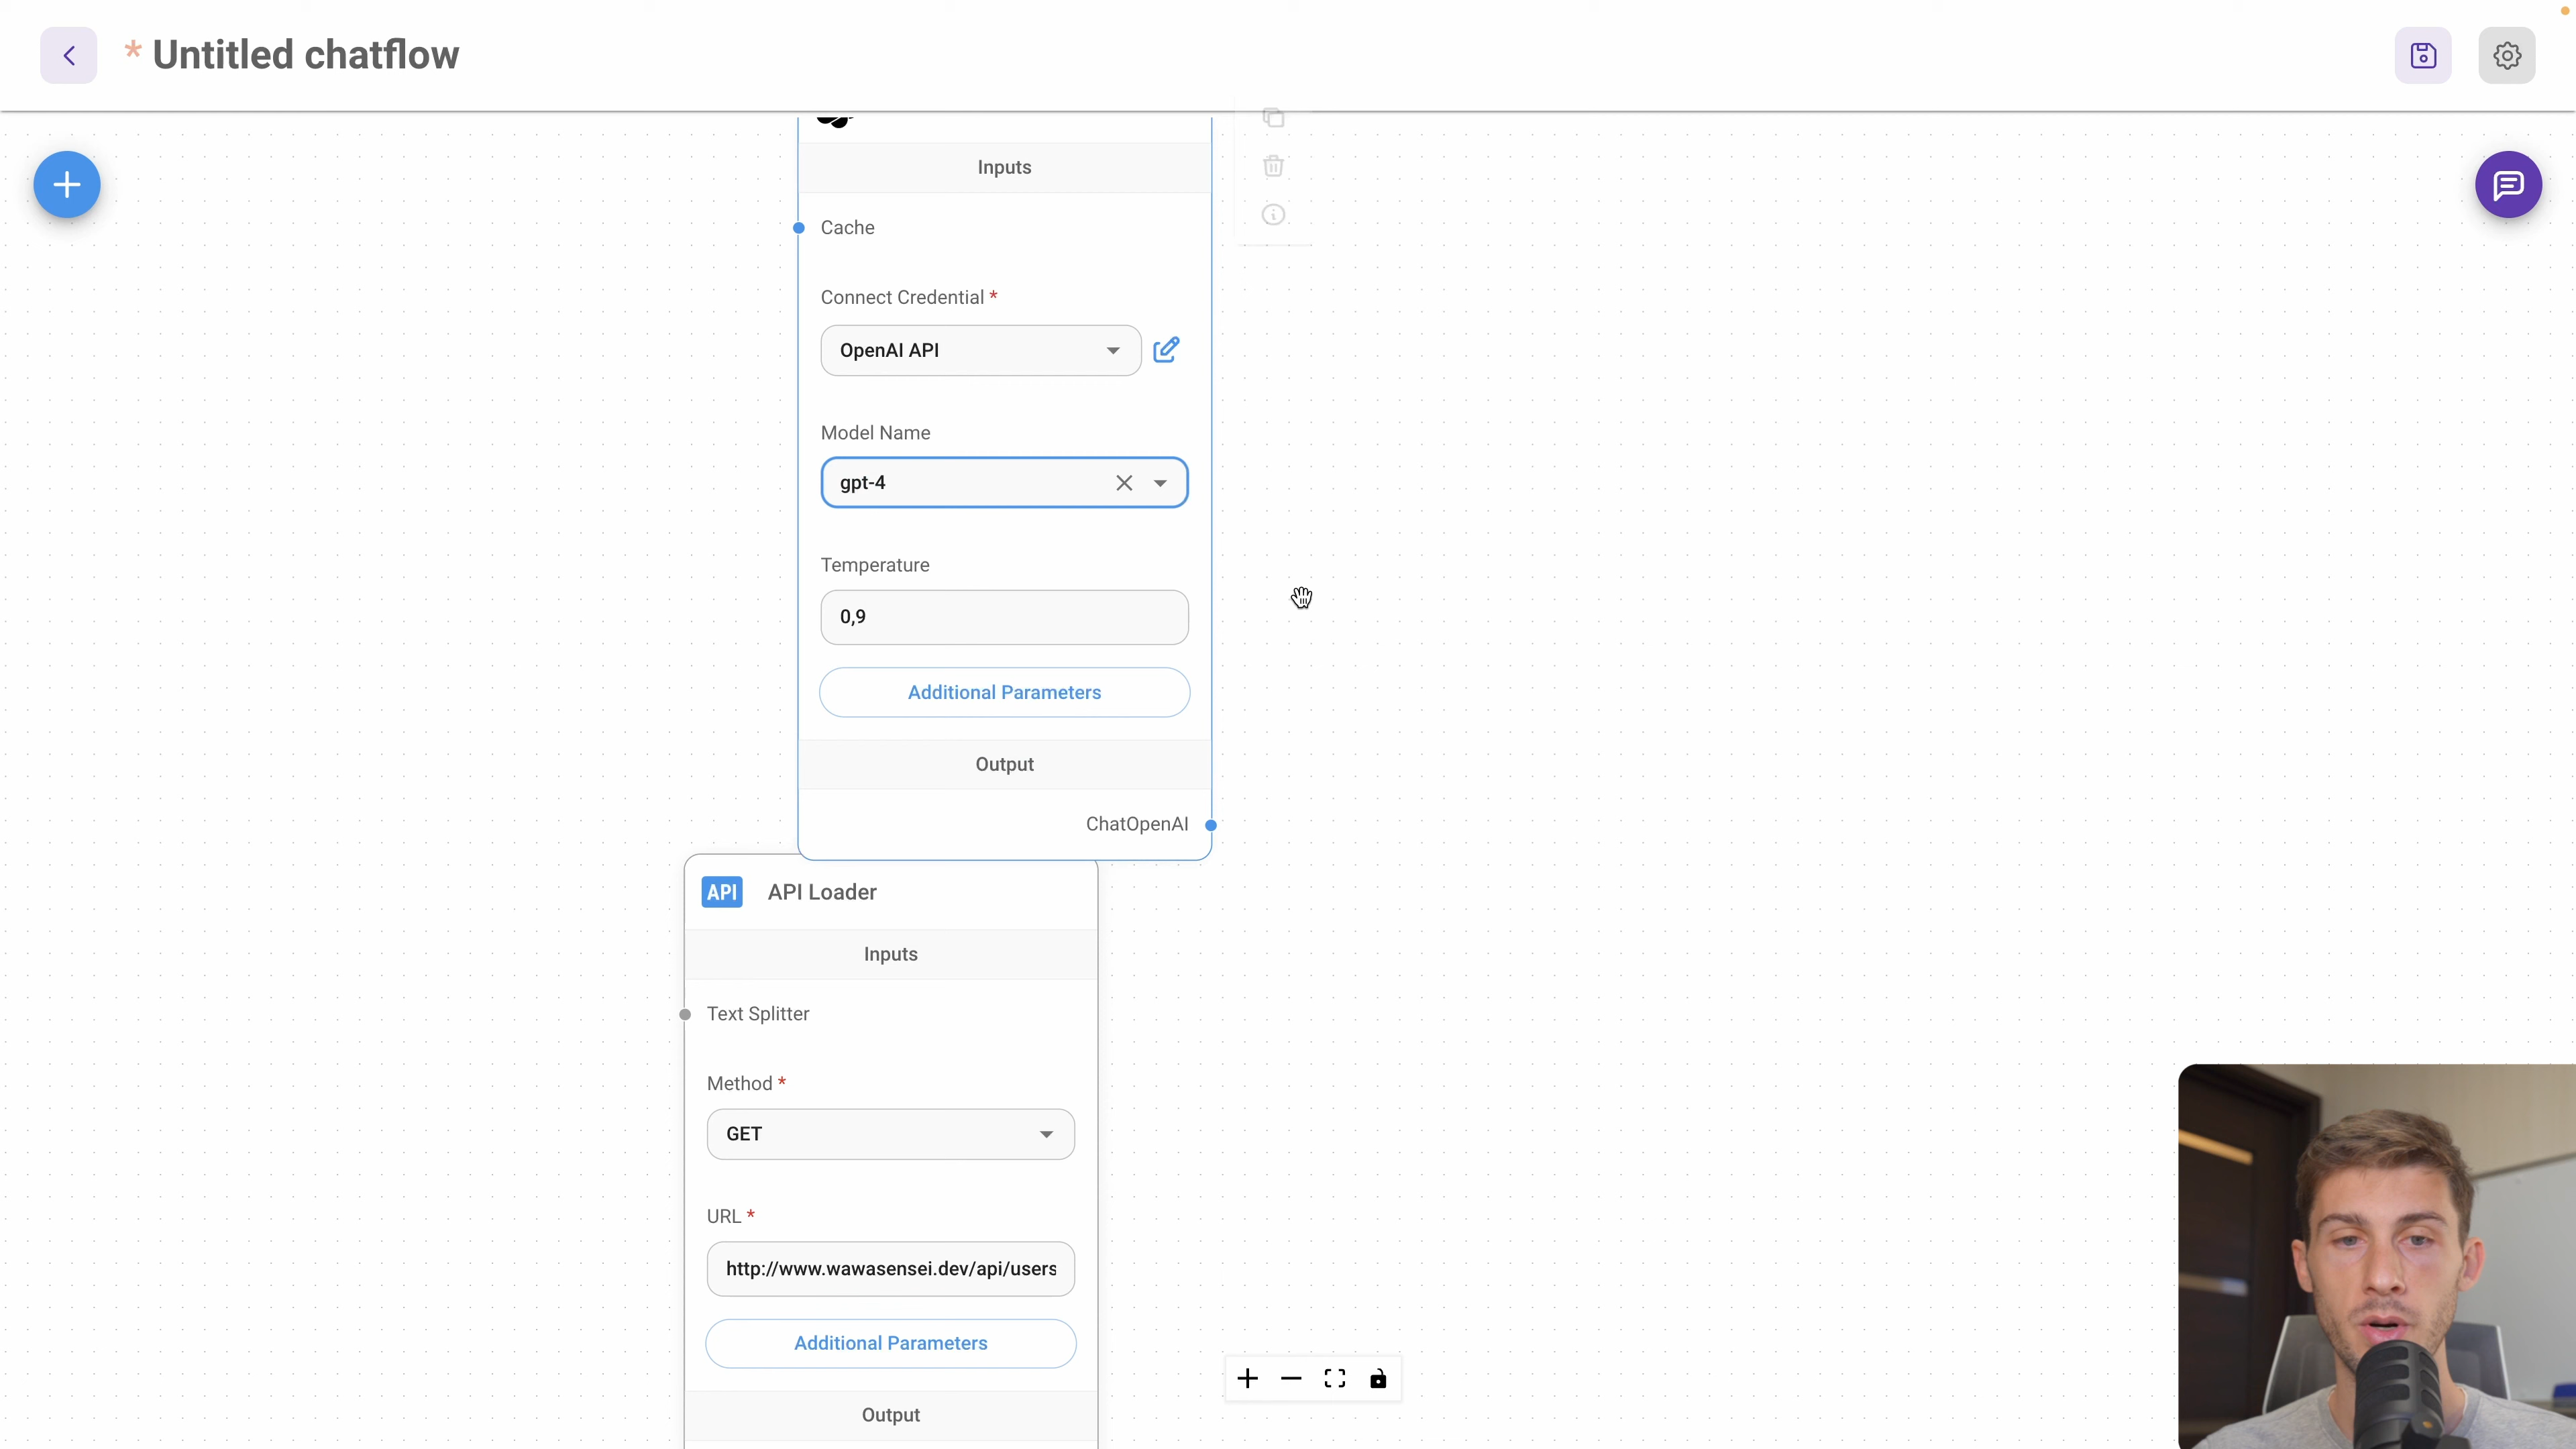 * Untitled chatflow
Inputs
Cache
Connect Credential *
OpenAI API
Model Name
gpt-4
Temperature
0,9
Additional Parameters
Output
ChatOpenAI
API
API Loader
Inputs
Text Splitter
Method *
GET
URL *
http://www.wawasensei.dev/api/users
Additional Parameters
Output